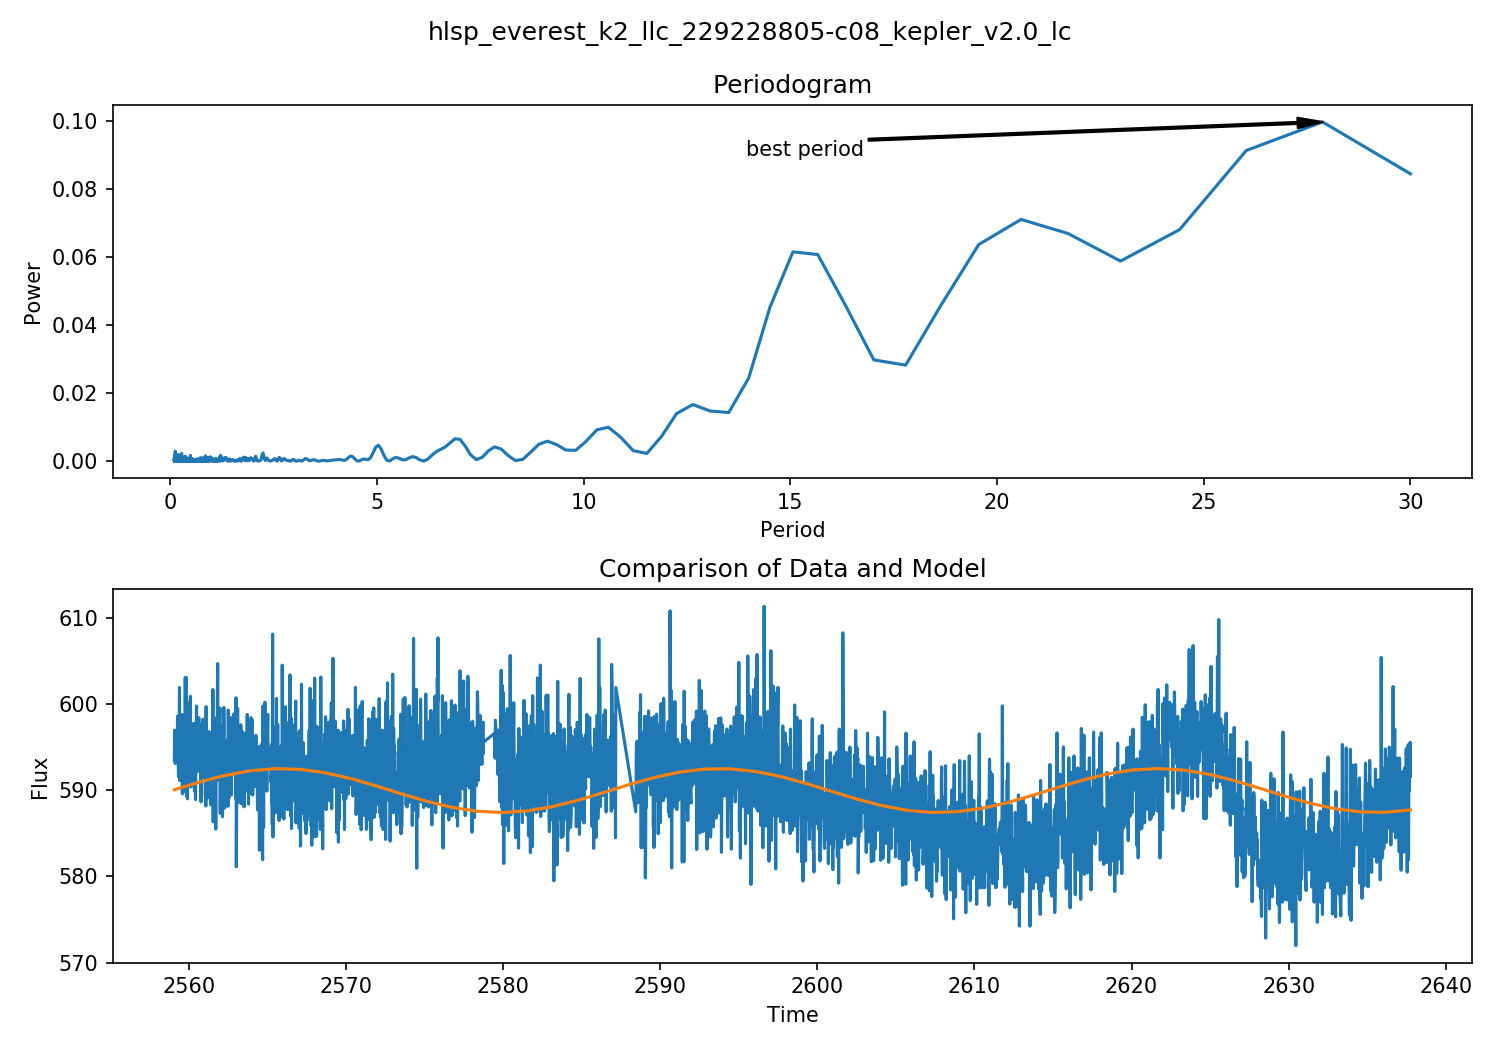 hlsp_everest_k2_llc_229228805-c08_kepler_v2.0_lc
Periodogram
0.10
0.08
0.06
0.04
0.02
0.00
Power
best period
0 5 10 15 20 25 30
Period
Comparison of Data and Model
610
600
590
580
570
Flux
2560 2570 2580 2590 2600 2610 2620 2630 2640
Time